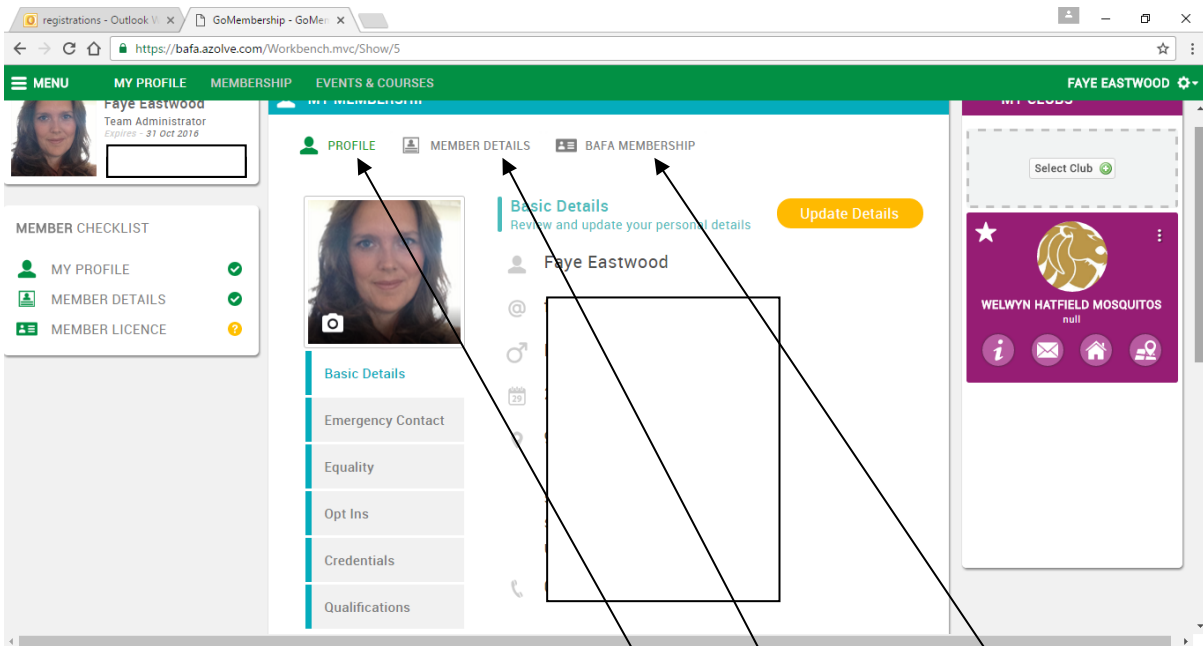 registrations - Outlook W
GoMembership - GoMen
https://bafa.azolve.com/Workbench.mvc/Show/5
MENU
MY PROFILE
MEMBERSHIP
EVENTS & COURSES
FAYE EASTWOOD
Faye Eastwood
Team Administrator
Expires - 31 Oct 2016
MEMBER CHECKLIST
MY PROFILE
MEMBER DETAILS
MEMBER LICENCE
MY MEMBERSHIP
PROFILE
MEMBER DETAILS
BAFA MEMBERSHIP
Basic Details
Emergency Contact
Equality
Opt Ins
Credentials
Qualifications
Basic Details
Review and update your personal details
Update Details
Faye Eastwood
29
MY CLUBS
Select Club
WELWYN HATFIELD MOSQUITOS
null